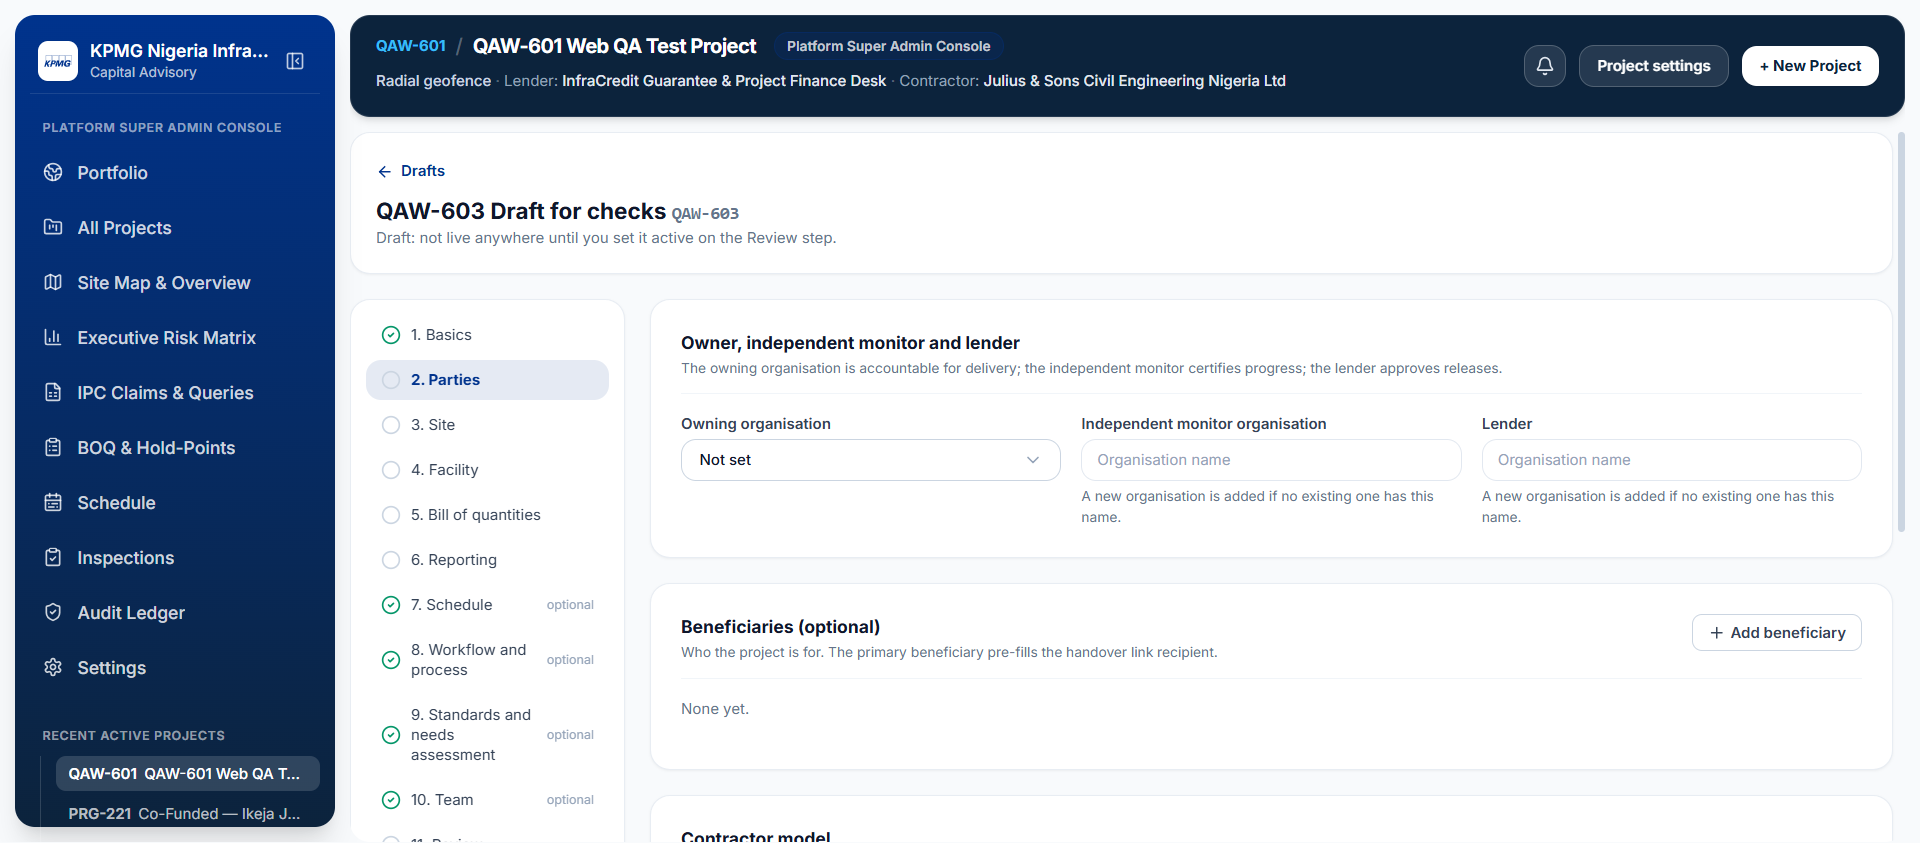 KPMG
KPMG Nigeria Infra...
Capital Advisory
PLATFORM SUPER ADMIN CONSOLE
Portfolio
All Projects
Site Map & Overview
Executive Risk Matrix
IPC Claims & Queries
BOQ & Hold-Points
Schedule
Inspections
Audit Ledger
Settings
RECENT ACTIVE PROJECTS
QAW-601 QAW-601 Web QA T...
PRG-221 Co-Funded — Ikeja J...
QAW-601 / QAW-601 Web QA Test Project Platform Super Admin Console
Radial geofence · Lender: InfraCredit Guarantee & Project Finance Desk · Contractor: Julius & Sons Civil Engineering Nigeria Ltd
Project settings
+ New Project
← Drafts
QAW-603 Draft for checks QAW-603
Draft: not live anywhere until you set it active on the Review step.
1. Basics
2. Parties
3. Site
4. Facility
5. Bill of quantities
6. Reporting
7. Schedule optional
8. Workflow and
process
optional
9. Standards and
needs
assessment
optional
10. Team optional
Owner, independent monitor and lender
The owning organisation is accountable for delivery; the independent monitor certifies progress; the lender approves releases.
Owning organisation
Not set
Independent monitor organisation
Organisation name
A new organisation is added if no existing one has this
name.
Lender
Organisation name
A new organisation is added if no existing one has this
name.
Beneficiaries (optional)
Who the project is for. The primary beneficiary pre-fills the handover link recipient.
+ Add beneficiary
None yet.
Contractor model